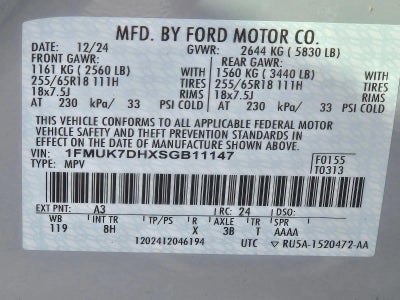 MFD. BY FORD MOTOR CO.
DATE: 12/24 GVWR: 2644 KG ( 5830 LB)
FRONT GAWR: REAR GAWR:
1161 KG ( 2560 LB) 1560 KG ( 3440 LB)
255/65R18 111H TIRES 255/65R18 111H TIRES
18x7.5J RIMS 18x7.5J RIMS
AT 230 kPa/ 33 PSI COLD AT 230 kPa/ 33 PSI COLD
THIS VEHICLE CONFORMS TO ALL APPLICABLE FEDERAL MOTOR
VEHICLE SAFETY AND THEFT PREVENTION STANDARDS IN
EFFECT ON THE DATE OF MANUFACTURE SHOWN ABOVE.
VIN: 1FMUK7DHXSGB11147
TYPE: MPV
F0155
T0313
EXT PNT: A3 RC: 24 DSO:
WB INT TR TP/PS R AXLE TR SPR
119 8H X 3B T AAAA
1202412046194 UTC RU5A-1520472-AA